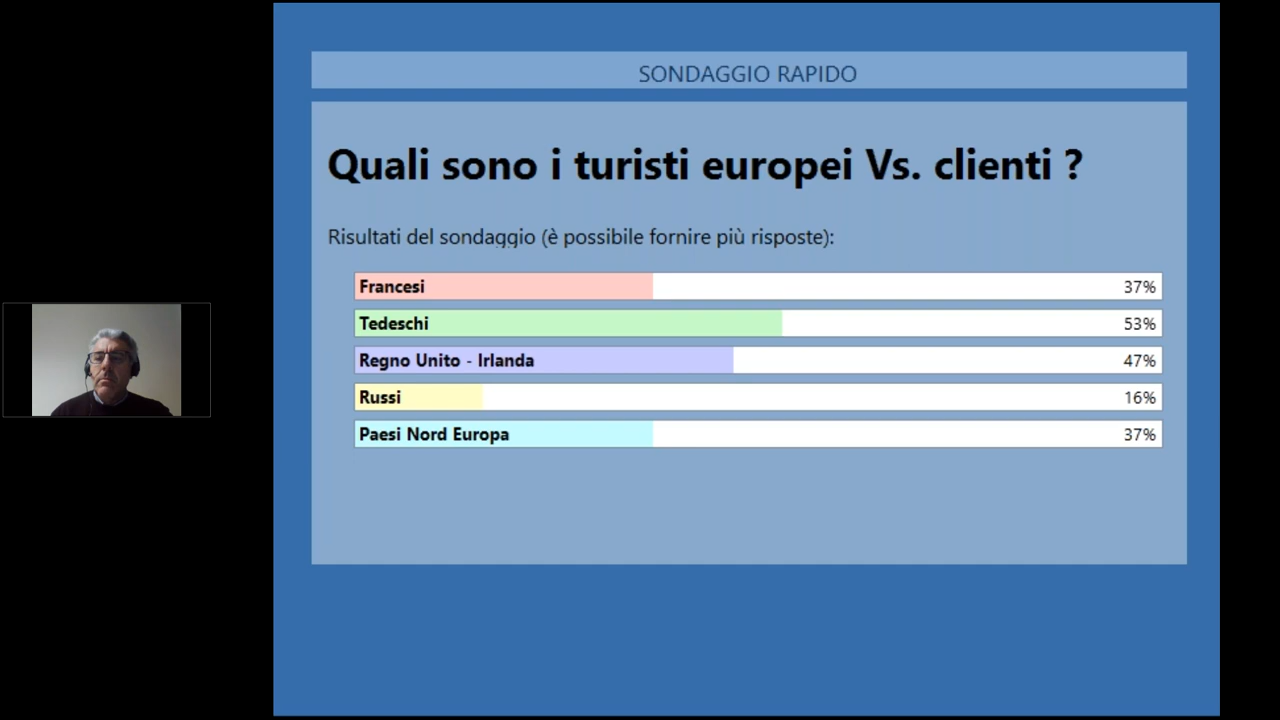 SONDAGGIO RAPIDO
Quali sono i turisti europei Vs. clienti ?
Risultati del sondaggio (è possibile fornire più risposte):
Francesi 37%
Tedeschi 53%
Regno Unito - Irlanda 47%
Russi 16%
Paesi Nord Europa 37%